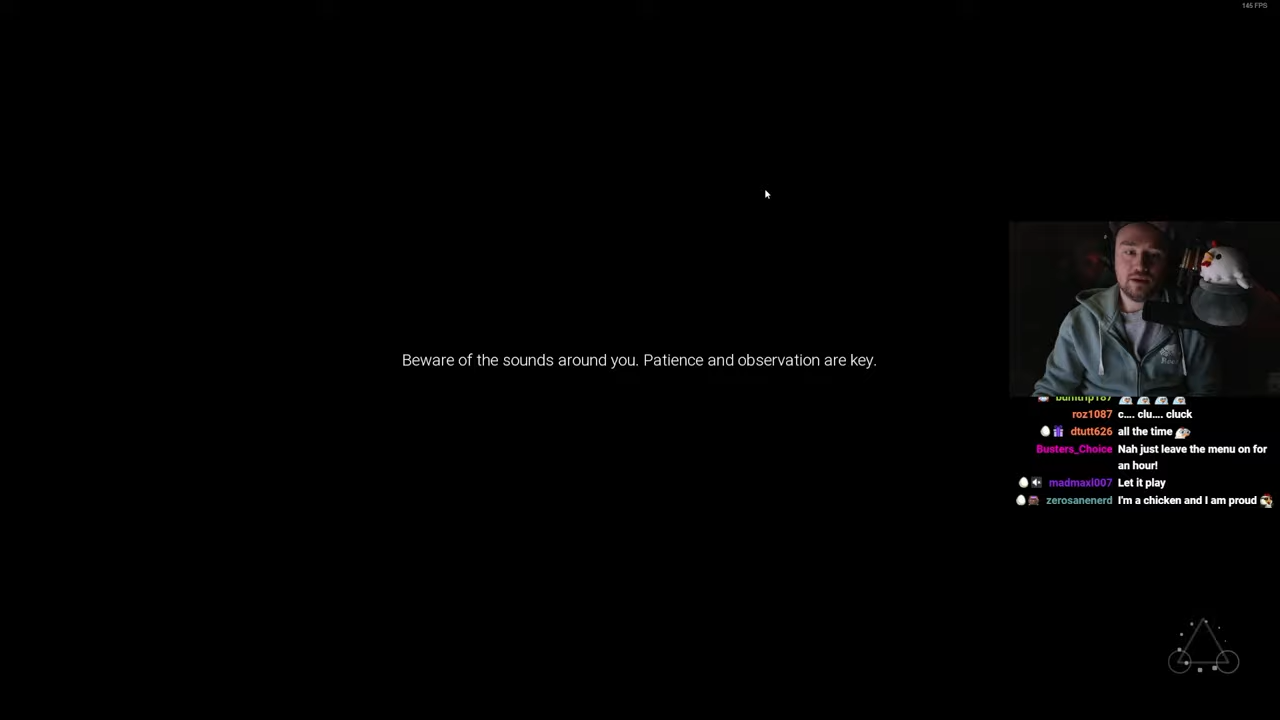 145 FPS
Beware of the sounds around you. Patience and observation are key.
roz1087 c.... clu.... cluck
dtutt626 all the time
Busters_Choice Nah just leave the menu on for
an hour!
madmaxl007 Let it play
zerosanenerd I'm a chicken and I am proud